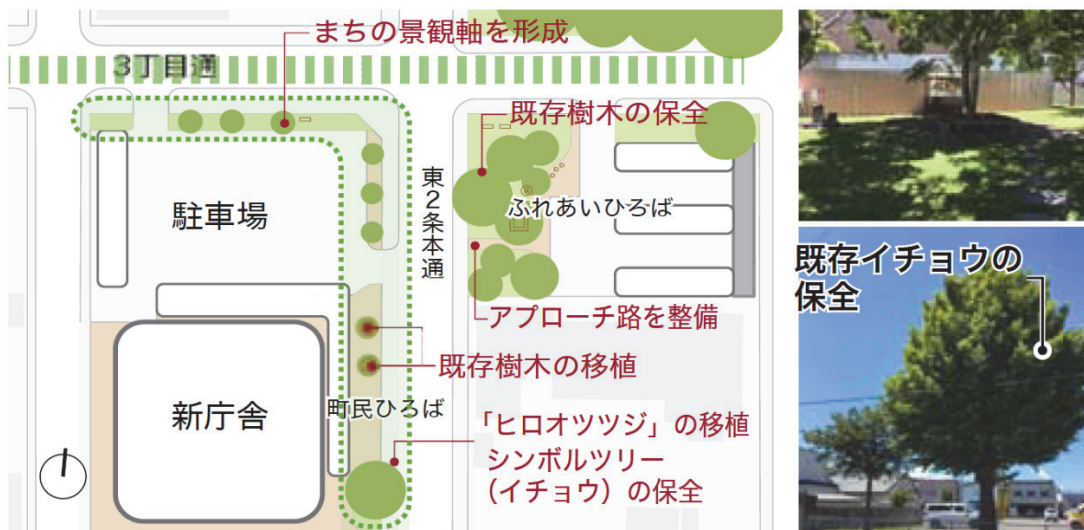 まちの景観軸を形成
3丁目通
既存樹木の保全
東2条本通
ふれあいひろば
駐車場
アプローチ路を整備
既存樹木の移植
町民ひろば
新庁舎
「ヒロオツツジ」の移植
シンボルツリー
（イチョウ）の保全
既存イチョウの
保全